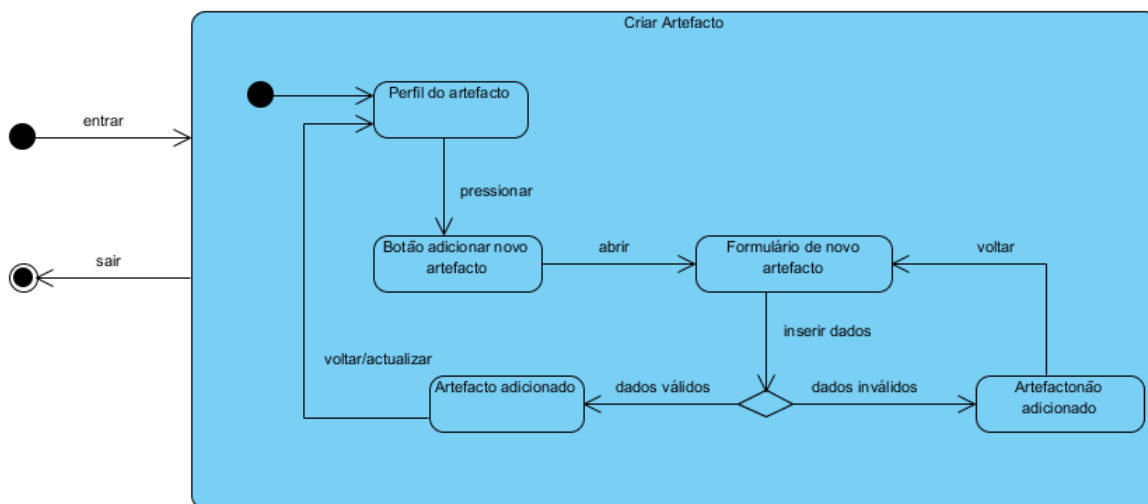 Criar Artefacto
Perfil do artefacto
entrar
pressionar
Botão adicionar novo
artefacto
abrir
Formulário de novo
artefacto
voltar
sair
inserir dados
voltar/actualizar
Artefacto adicionado
dados válidos
dados inválidos
Artefactonão
adicionado